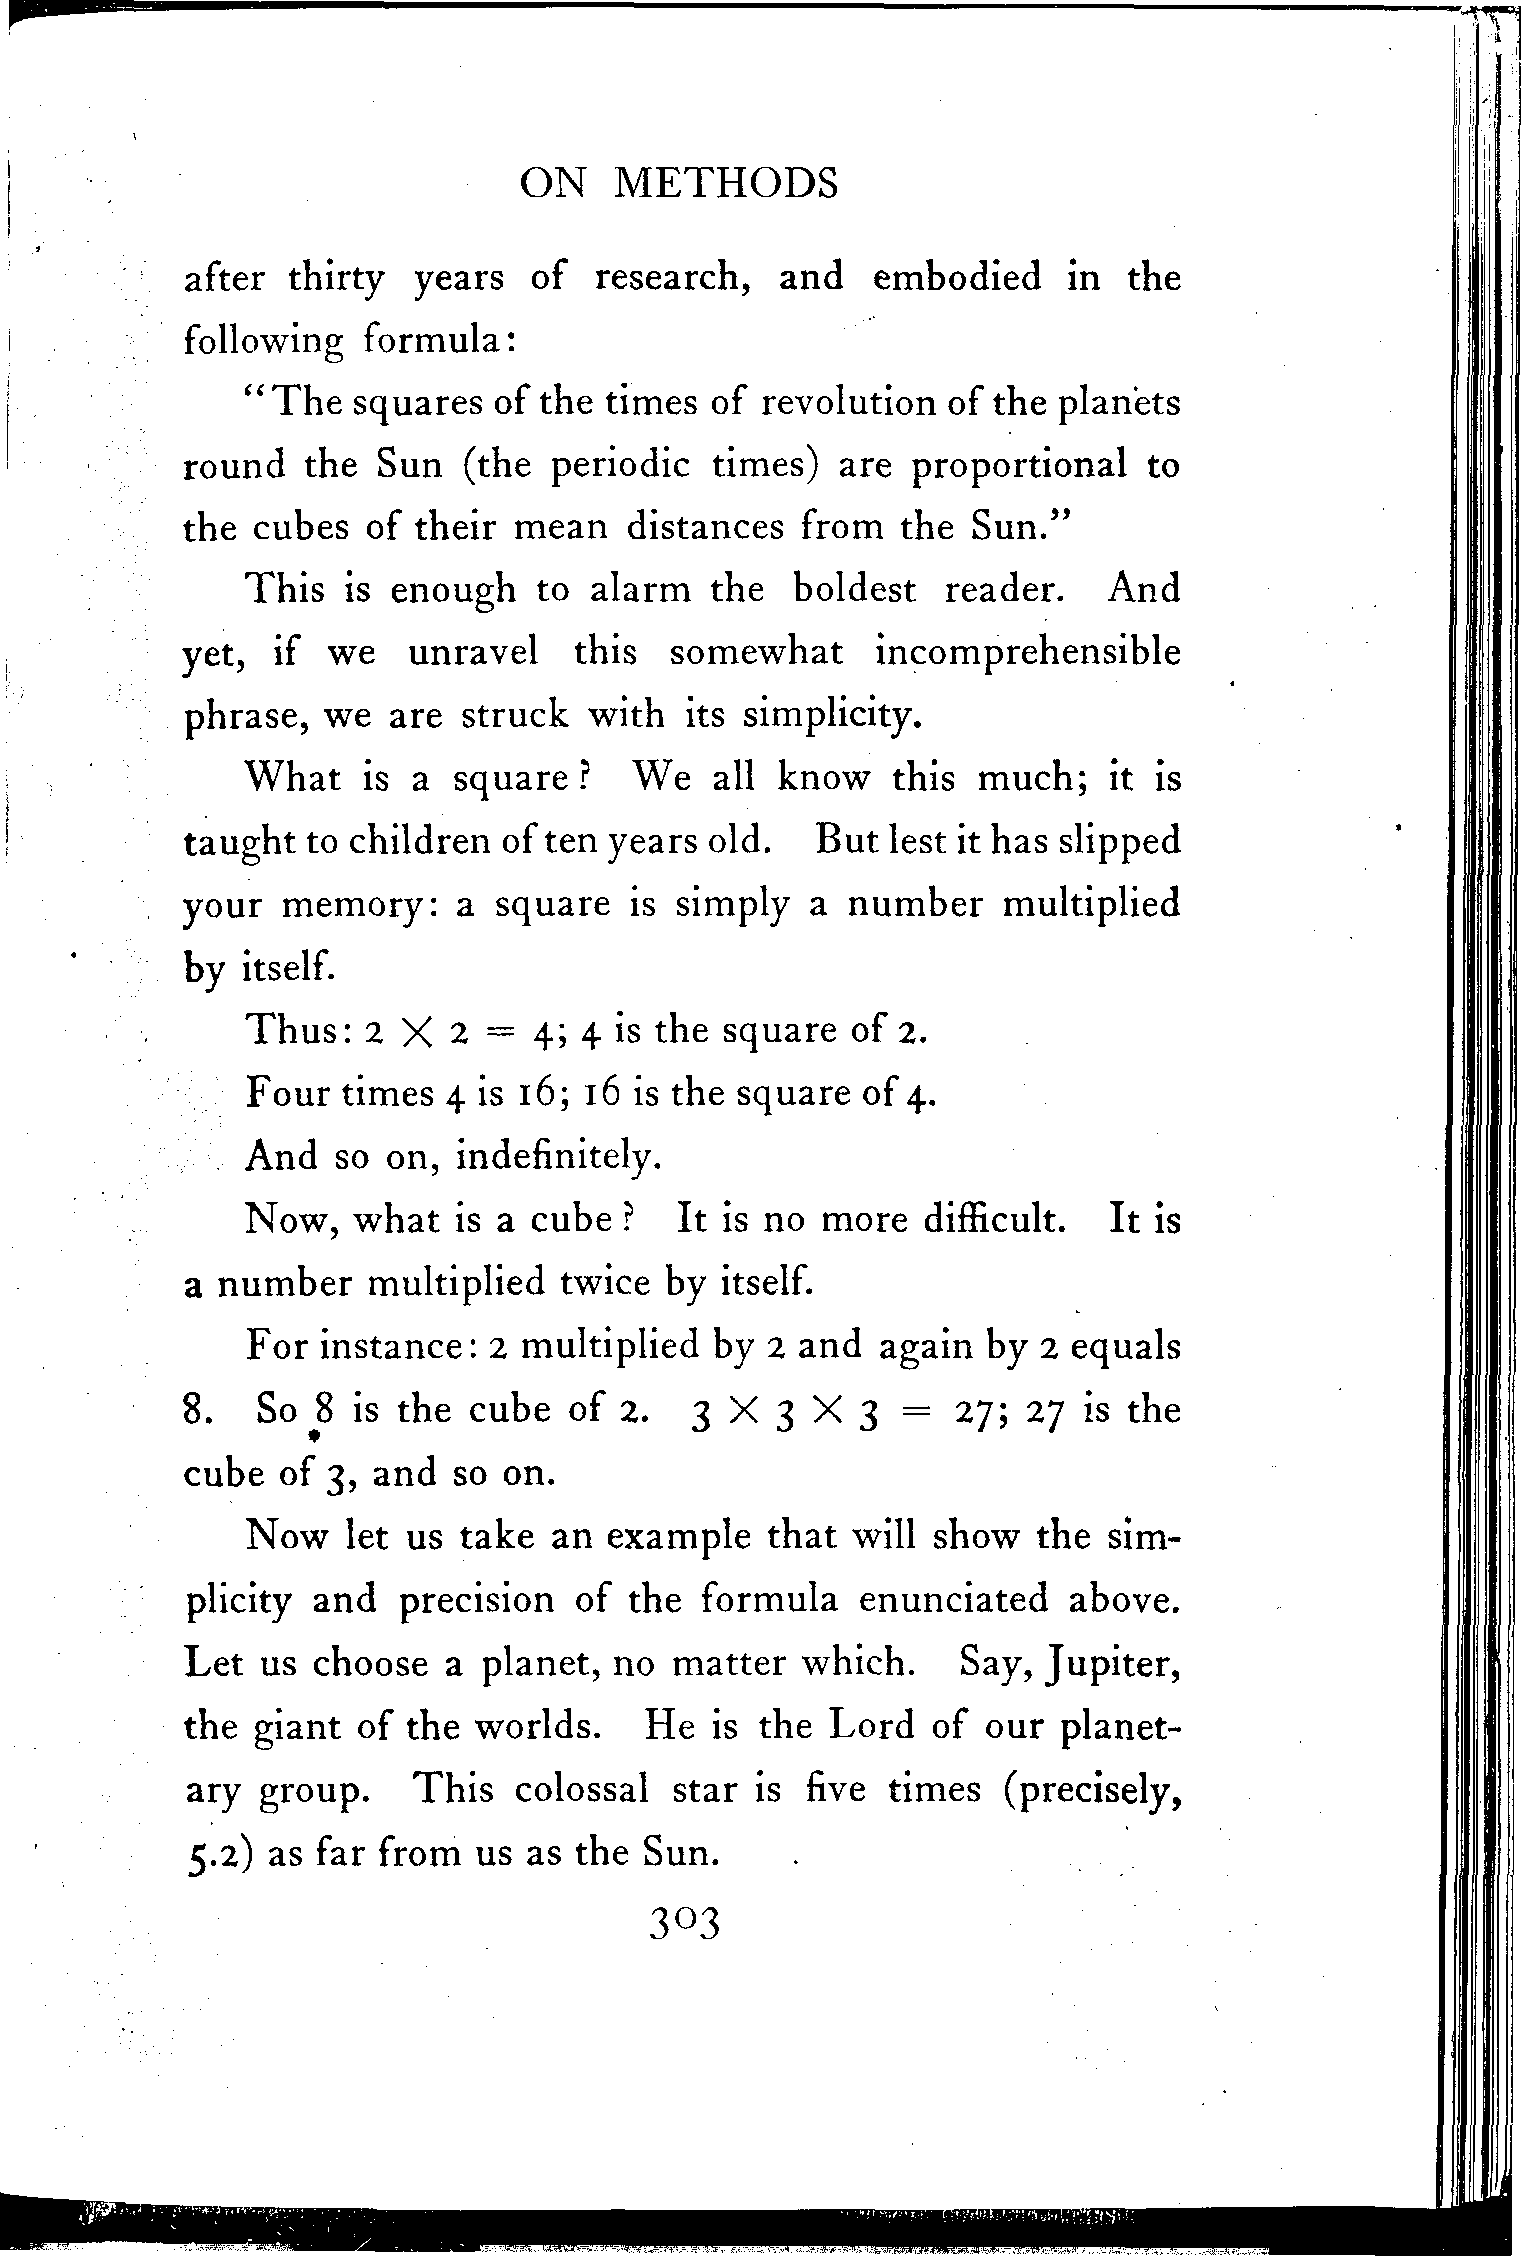 ON METHODS
after thirty years of research, and embodied in the
following formula:
“The squares of the times of revolution of the planets
round the Sun (the periodic times) are proportional to
the cubes of their mean distances from the Sun.”
This is enough to alarm the boldest reader. And
yet, if we unravel this somewhat incomprehensible
phrase, we are struck with its simplicity.
What is a square? We all know this much; it is
taught to children of ten years old. But lest it has slipped
your memory: a square is simply a number multiplied
by itself.
Thus: 2 × 2 = 4; 4 is the square of 2.
Four times 4 is 16; 16 is the square of 4.
And so on, indefinitely.
Now, what is a cube? It is no more difficult. It is
a number multiplied twice by itself.
For instance: 2 multiplied by 2 and again by 2 equals
8. So 8 is the cube of 2. 3 × 3 × 3 = 27; 27 is the
cube of 3, and so on.
Now let us take an example that will show the sim-
plicity and precision of the formula enunciated above.
Let us choose a planet, no matter which. Say, Jupiter,
the giant of the worlds. He is the Lord of our planet-
ary group. This colossal star is five times (precisely,
5.2) as far from us as the Sun.
303